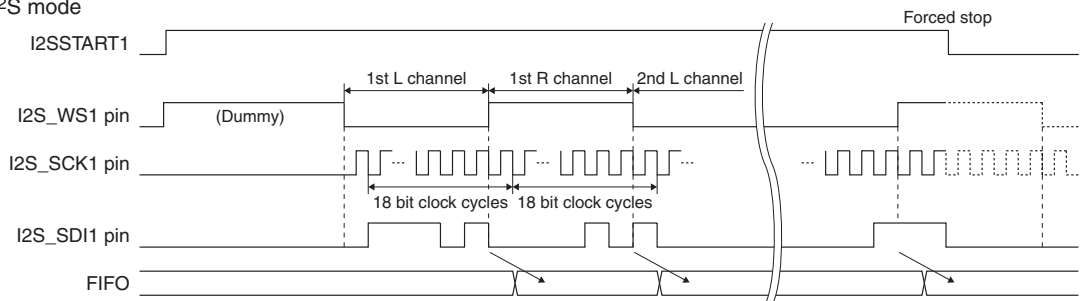 I²S mode
Forced stop
I2SSTART1
1st L channel
1st R channel
2nd L channel
I2S_WS1 pin
(Dummy)
I2S_SCK1 pin
...
...
...
...
18 bit clock cycles
18 bit clock cycles
I2S_SDI1 pin
FIFO